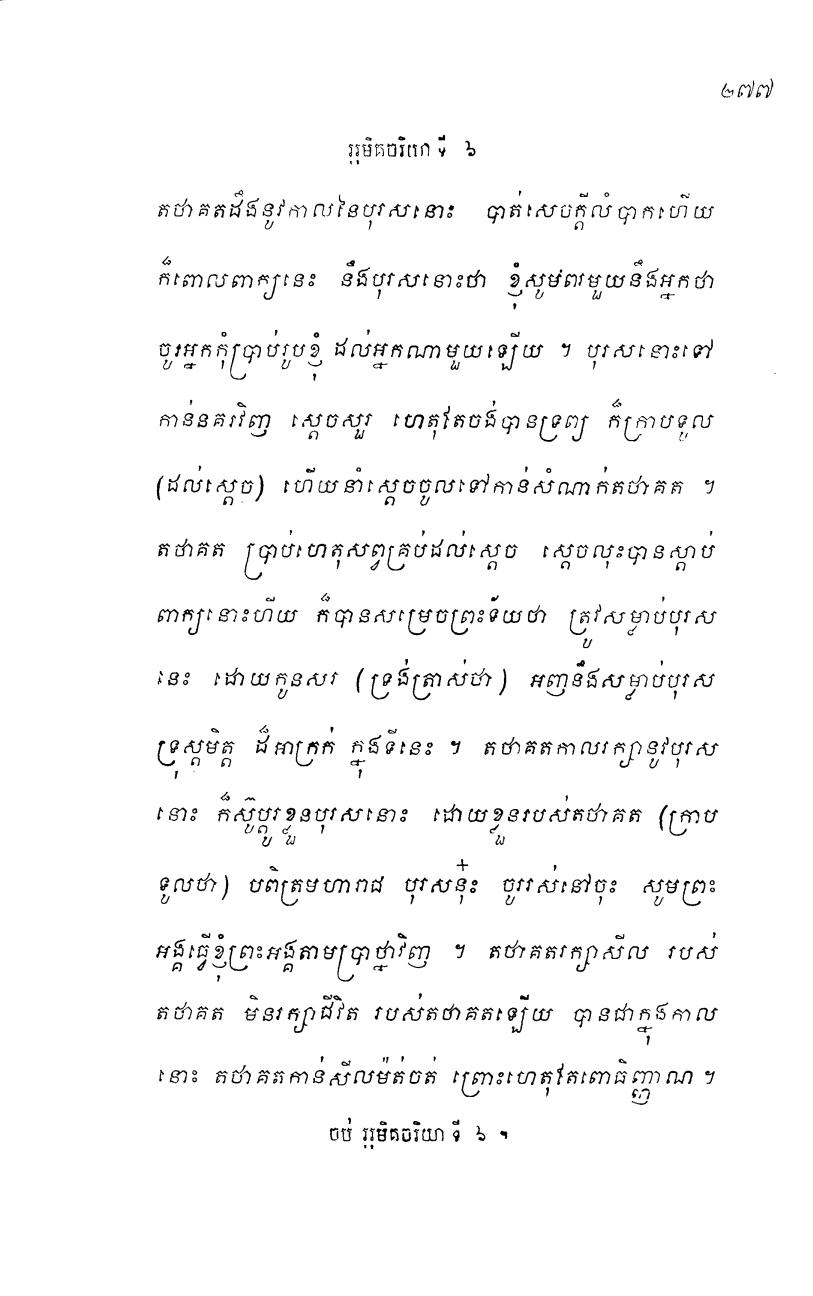 ២៧៧
រុរុមិគចរិយា ទី ៦
តថាគតដឹងនូវកាលនៃបុរសនោះ បាត់សេចក្តីលំបាកហើយ
ក៏ពោលពាក្យនេះ នឹងបុរសនោះថា ខ្ញុំសូមពរមួយនឹងអ្នកថា
ចូរអ្នកកុំប្រាប់រូបខ្ញុំ ដល់អ្នកណាមួយឡើយ ។ បុរសនោះទៅ
កាន់នគរវិញ ស្តេចសួរ ហេតុតែចង់បានទ្រព្យ ក៏ក្រាបទូល
(ដល់ស្តេច) ហើយនាំស្តេចចូលទៅកាន់សំណាក់តថាគត ។
តថាគត ប្រាប់ហេតុសព្វគ្រប់ដល់ស្តេច ស្តេចលុះបានស្តាប់
ពាក្យនោះហើយ ក៏បានសម្រេចព្រះទ័យថា ត្រូវសម្លាប់បុរស
នេះ ដោយកូនសរ (ទ្រង់ត្រាស់ថា) អញនឹងសម្លាប់បុរស
ទ្រុស្តមិត្ត ដ៏អាក្រក់ ក្នុងទីនេះ ។ តថាគតកាលរក្សានូវបុរស
នោះ ក៏ស៊ូប្តូរខ្លួនបុរសនោះ ដោយខ្លួនរបស់តថាគត (ក្រាប
ទូលថា) បពិត្រមហារាជ បុរសនុ៎ះ ចូររស់នៅចុះ សូមព្រះ
អង្គធ្វើខ្ញុំព្រះអង្គតាមប្រាថ្នាវិញ ។ តថាគតរក្សាសីល របស់
តថាគត មិនរក្សាជីវិត របស់តថាគតឡើយ បានជាក្នុងកាល
នោះ តថាគតកាន់សីលម៉ត់ចត់ ព្រោះហេតុតែពោធិញ្ញាណ ។
ចប់ រុរុមិគចរិយា ទី ៦ ។